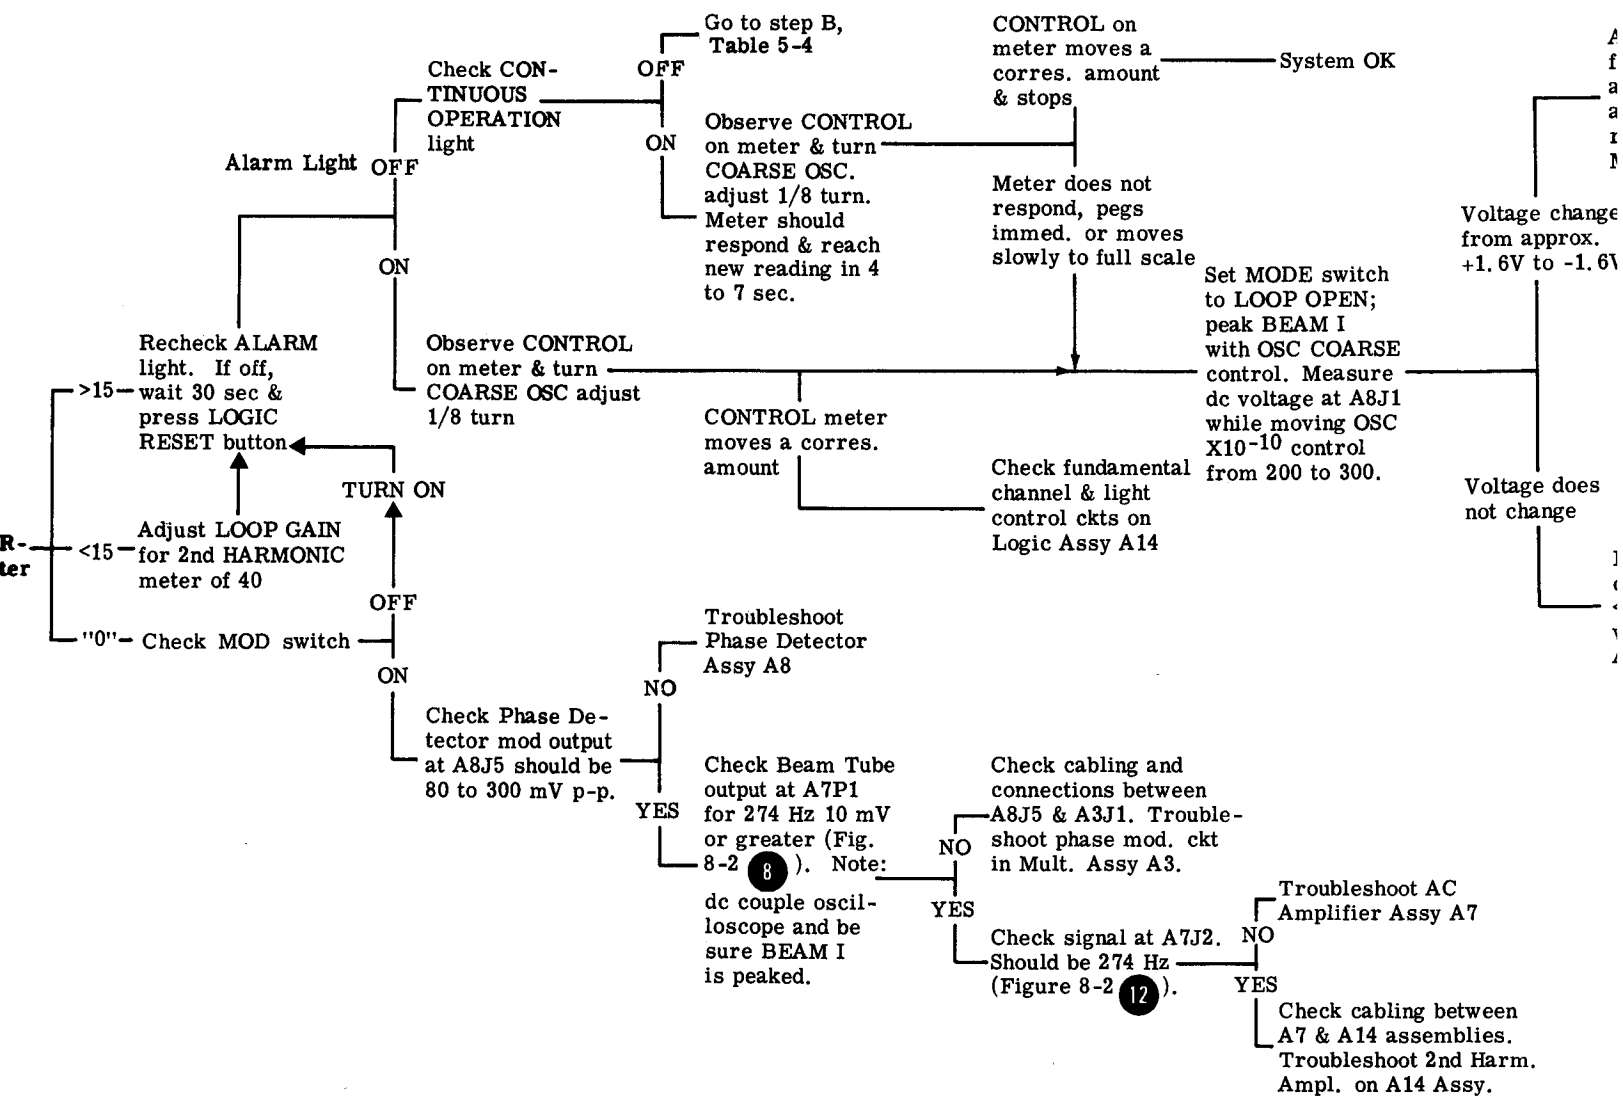 Go to step B,
Table 5-4
OFF
Check CON-
TINUOUS
OPERATION
light
ON
Observe CONTROL
on meter & turn
COARSE OSC.
adjust 1/8 turn.
Meter should
respond & reach
new reading in 4
to 7 sec.
CONTROL on
meter moves a
corres. amount
& stops
System OK
Meter does not
respond, pegs
immed. or moves
slowly to full scale
Alarm Light
OFF
ON
Recheck ALARM
light. If off,
wait 30 sec &
press LOGIC
RESET button
>15
Observe CONTROL
on meter & turn
COARSE OSC adjust
1/8 turn
CONTROL meter
moves a corres.
amount
Check fundamental
channel & light
control ckts on
Logic Assy A14
Set MODE switch
to LOOP OPEN;
peak BEAM I
with OSC COARSE
control. Measure
dc voltage at A8J1
while moving OSC
X10-10 control
from 200 to 300.
Voltage change
from approx.
+1.6V to -1.6V
Voltage does
not change
TURN ON
R-
ter
<15
Adjust LOOP GAIN
for 2nd HARMONIC
meter of 40
OFF
"0"
Check MOD switch
ON
Check Phase De-
tector mod output
at A8J5 should be
80 to 300 mV p-p.
Troubleshoot
Phase Detector
Assy A8
NO
YES
Check Beam Tube
output at A7P1
for 274 Hz 10 mV
or greater (Fig.
8-2 8 ). Note:
dc couple oscil-
loscope and be
sure BEAM I
is peaked.
Check cabling and
connections between
A8J5 & A3J1. Trouble-
shoot phase mod. ckt
in Mult. Assy A3.
NO
YES
Check signal at A7J2.
Should be 274 Hz
(Figure 8-2 12 ).
Troubleshoot AC
Amplifier Assy A7
NO
YES
Check cabling between
A7 & A14 assemblies.
Troubleshoot 2nd Harm.
Ampl. on A14 Assy.